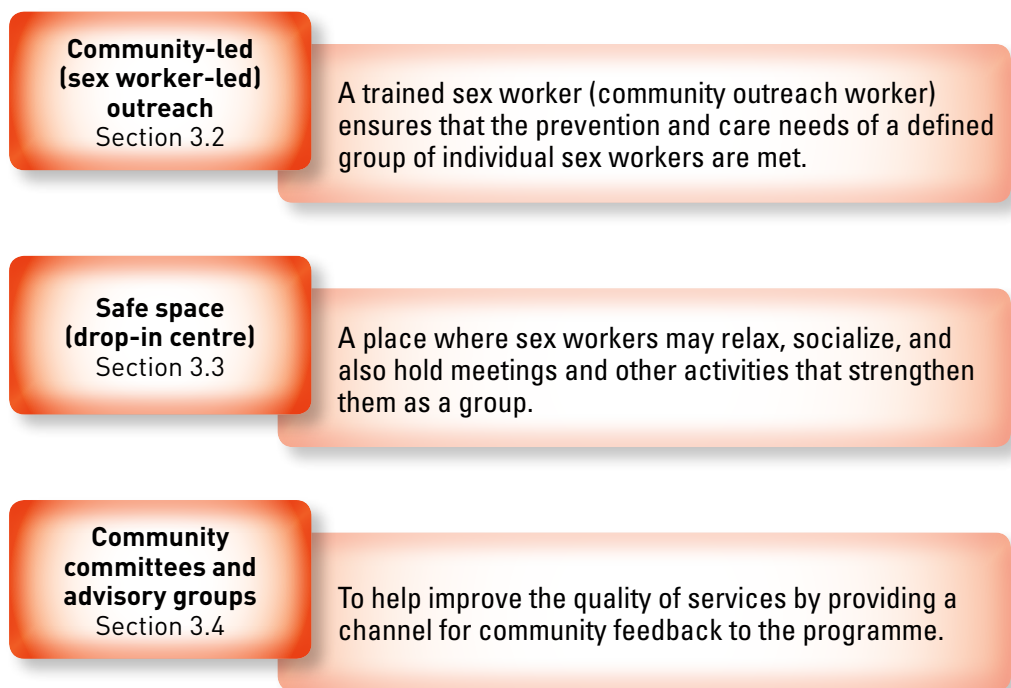 Community-led
(sex worker-led)
outreach
Section 3.2
A trained sex worker (community outreach worker)
ensures that the prevention and care needs of a defined
group of individual sex workers are met.
Safe space
(drop-in centre)
Section 3.3
A place where sex workers may relax, socialize, and
also hold meetings and other activities that strengthen
them as a group.
Community
committees and
advisory groups
Section 3.4
To help improve the quality of services by providing a
channel for community feedback to the programme.